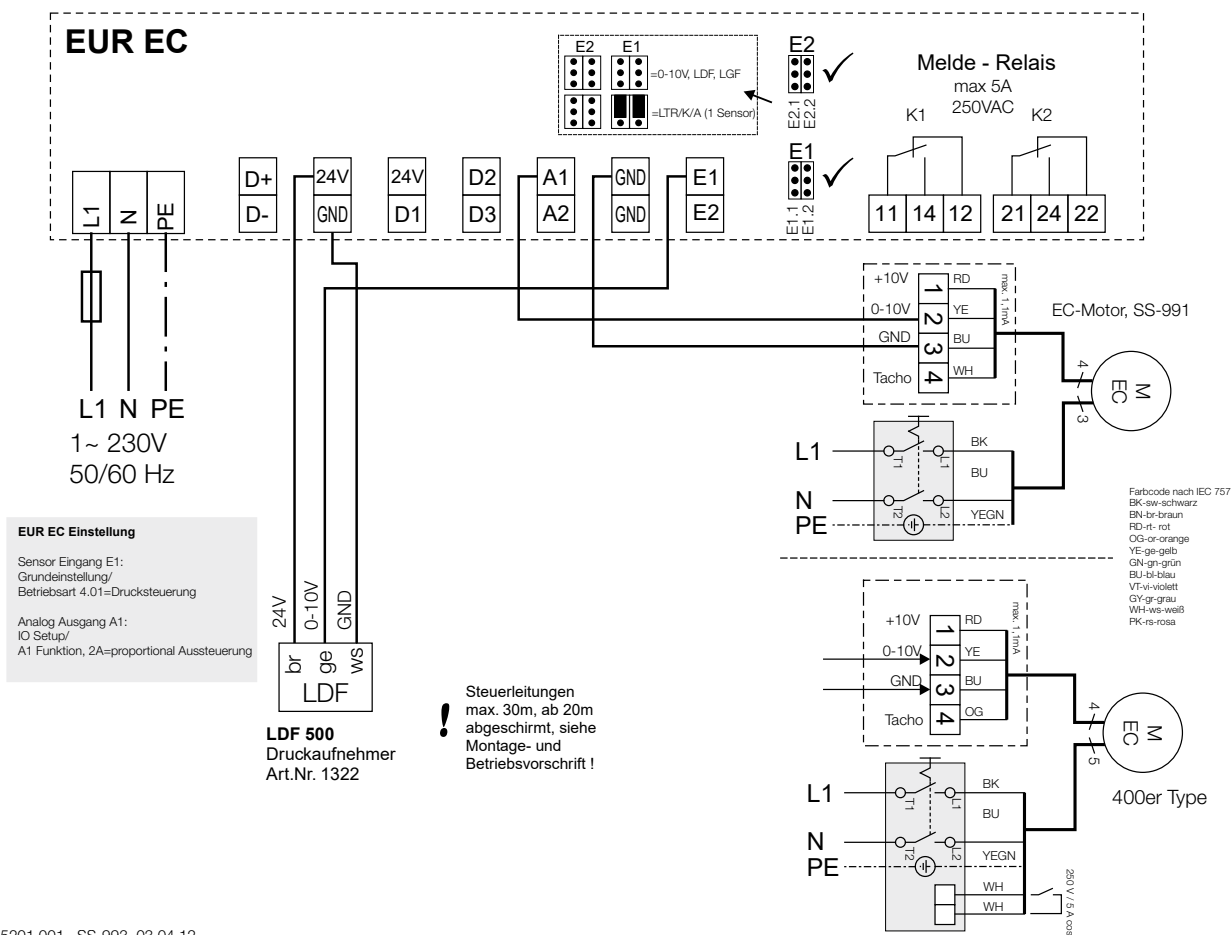 EUR EC
E2 E1
=0-10V, LDF, LGF
=LTR/K/A (1 Sensor)
E2
E2.1
E2.2
E1
E1.1
E1.2
Melde - Relais
max 5A
250VAC
K1 K2
11 14 12 21 24 22
L1 N PE
D+ 24V 24V D2 A1 GND E1
D- GND D1 D3 A2 GND E2
L1 N PE
1~ 230V
50/60 Hz
+10V 1 RD
0-10V 2 YE
GND 3 BU
Tacho 4 WH
max. 1,1mA
EC-Motor, SS-991
4
3
M
EC
L1 T1 L1 BK
BU
N T2 L2
PE YEGN
Farbcode nach IEC 757
BK-sw-schwarz
BN-br-braun
RD-rt- rot
OG-or-orange
YE-ge-gelb
GN-gn-grün
BU-bl-blau
VT-vi-violett
GY-gr-grau
WH-ws-weiß
PK-rs-rosa
EUR EC Einstellung
Sensor Eingang E1:
Grundeinstellung/
Betriebsart 4.01=Drucksteuerung
Analog Ausgang A1:
IO Setup/
A1 Funktion, 2A=proportional Aussteuerung
24V
0-10V
GND
br ge ws
LDF
LDF 500
Druckaufnehmer
Art.Nr. 1322
!
Steuerleitungen
max. 30m, ab 20m
abgeschirmt, siehe
Montage- und
Betriebsvorschrift !
+10V 1 RD
0-10V 2 YE
GND 3 BU
Tacho 4 OG
max. 1,1mA
4
5
M
EC
400er Type
L1 T1 L1 BK
BU
N T2 L2
PE YEGN
WH
WH
250 V / 5 A